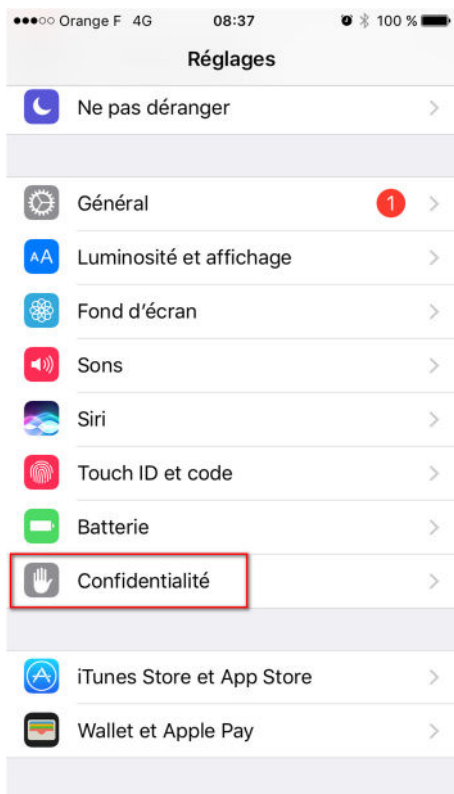 Orange F 4G 08:37 100 %
Réglages
Ne pas déranger
Général 1
AA Luminosité et affichage
Fond d'écran
Sons
Siri
Touch ID et code
Batterie
Confidentialité
iTunes Store et App Store
Wallet et Apple Pay